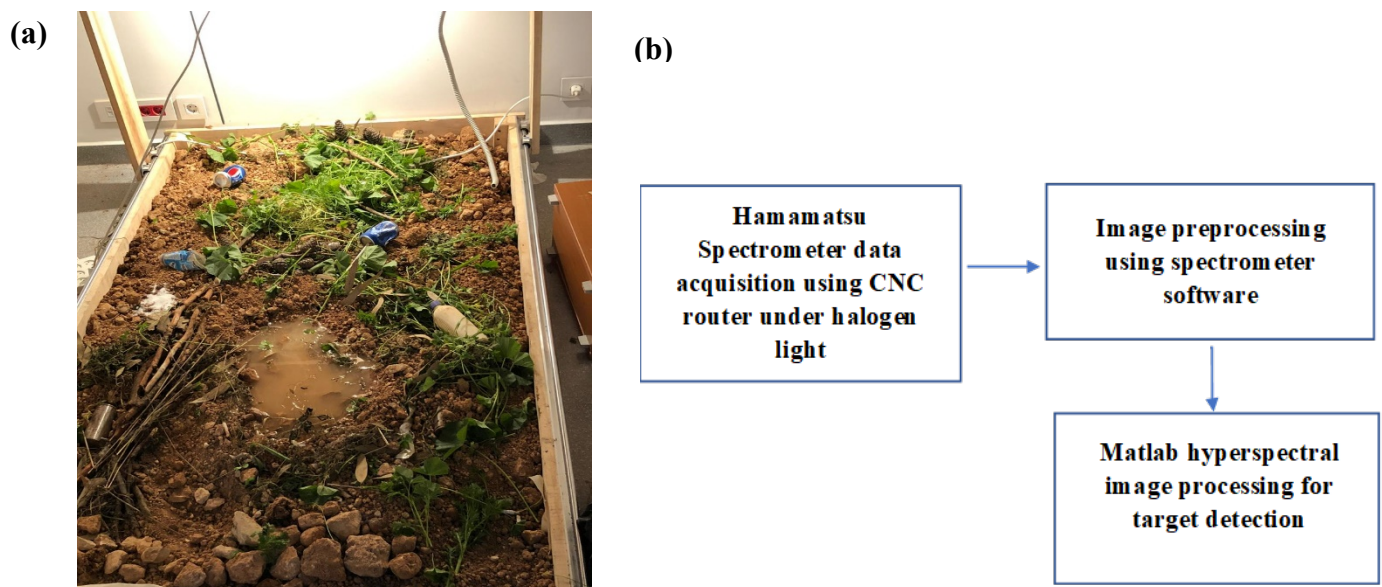 (a)
(b)
Hamamatsu
Spectrometer data
acquisition using CNC
router under halogen
light
Image preprocessing
using spectrometer
software
Matlab hyperspectral
image processing for
target detection